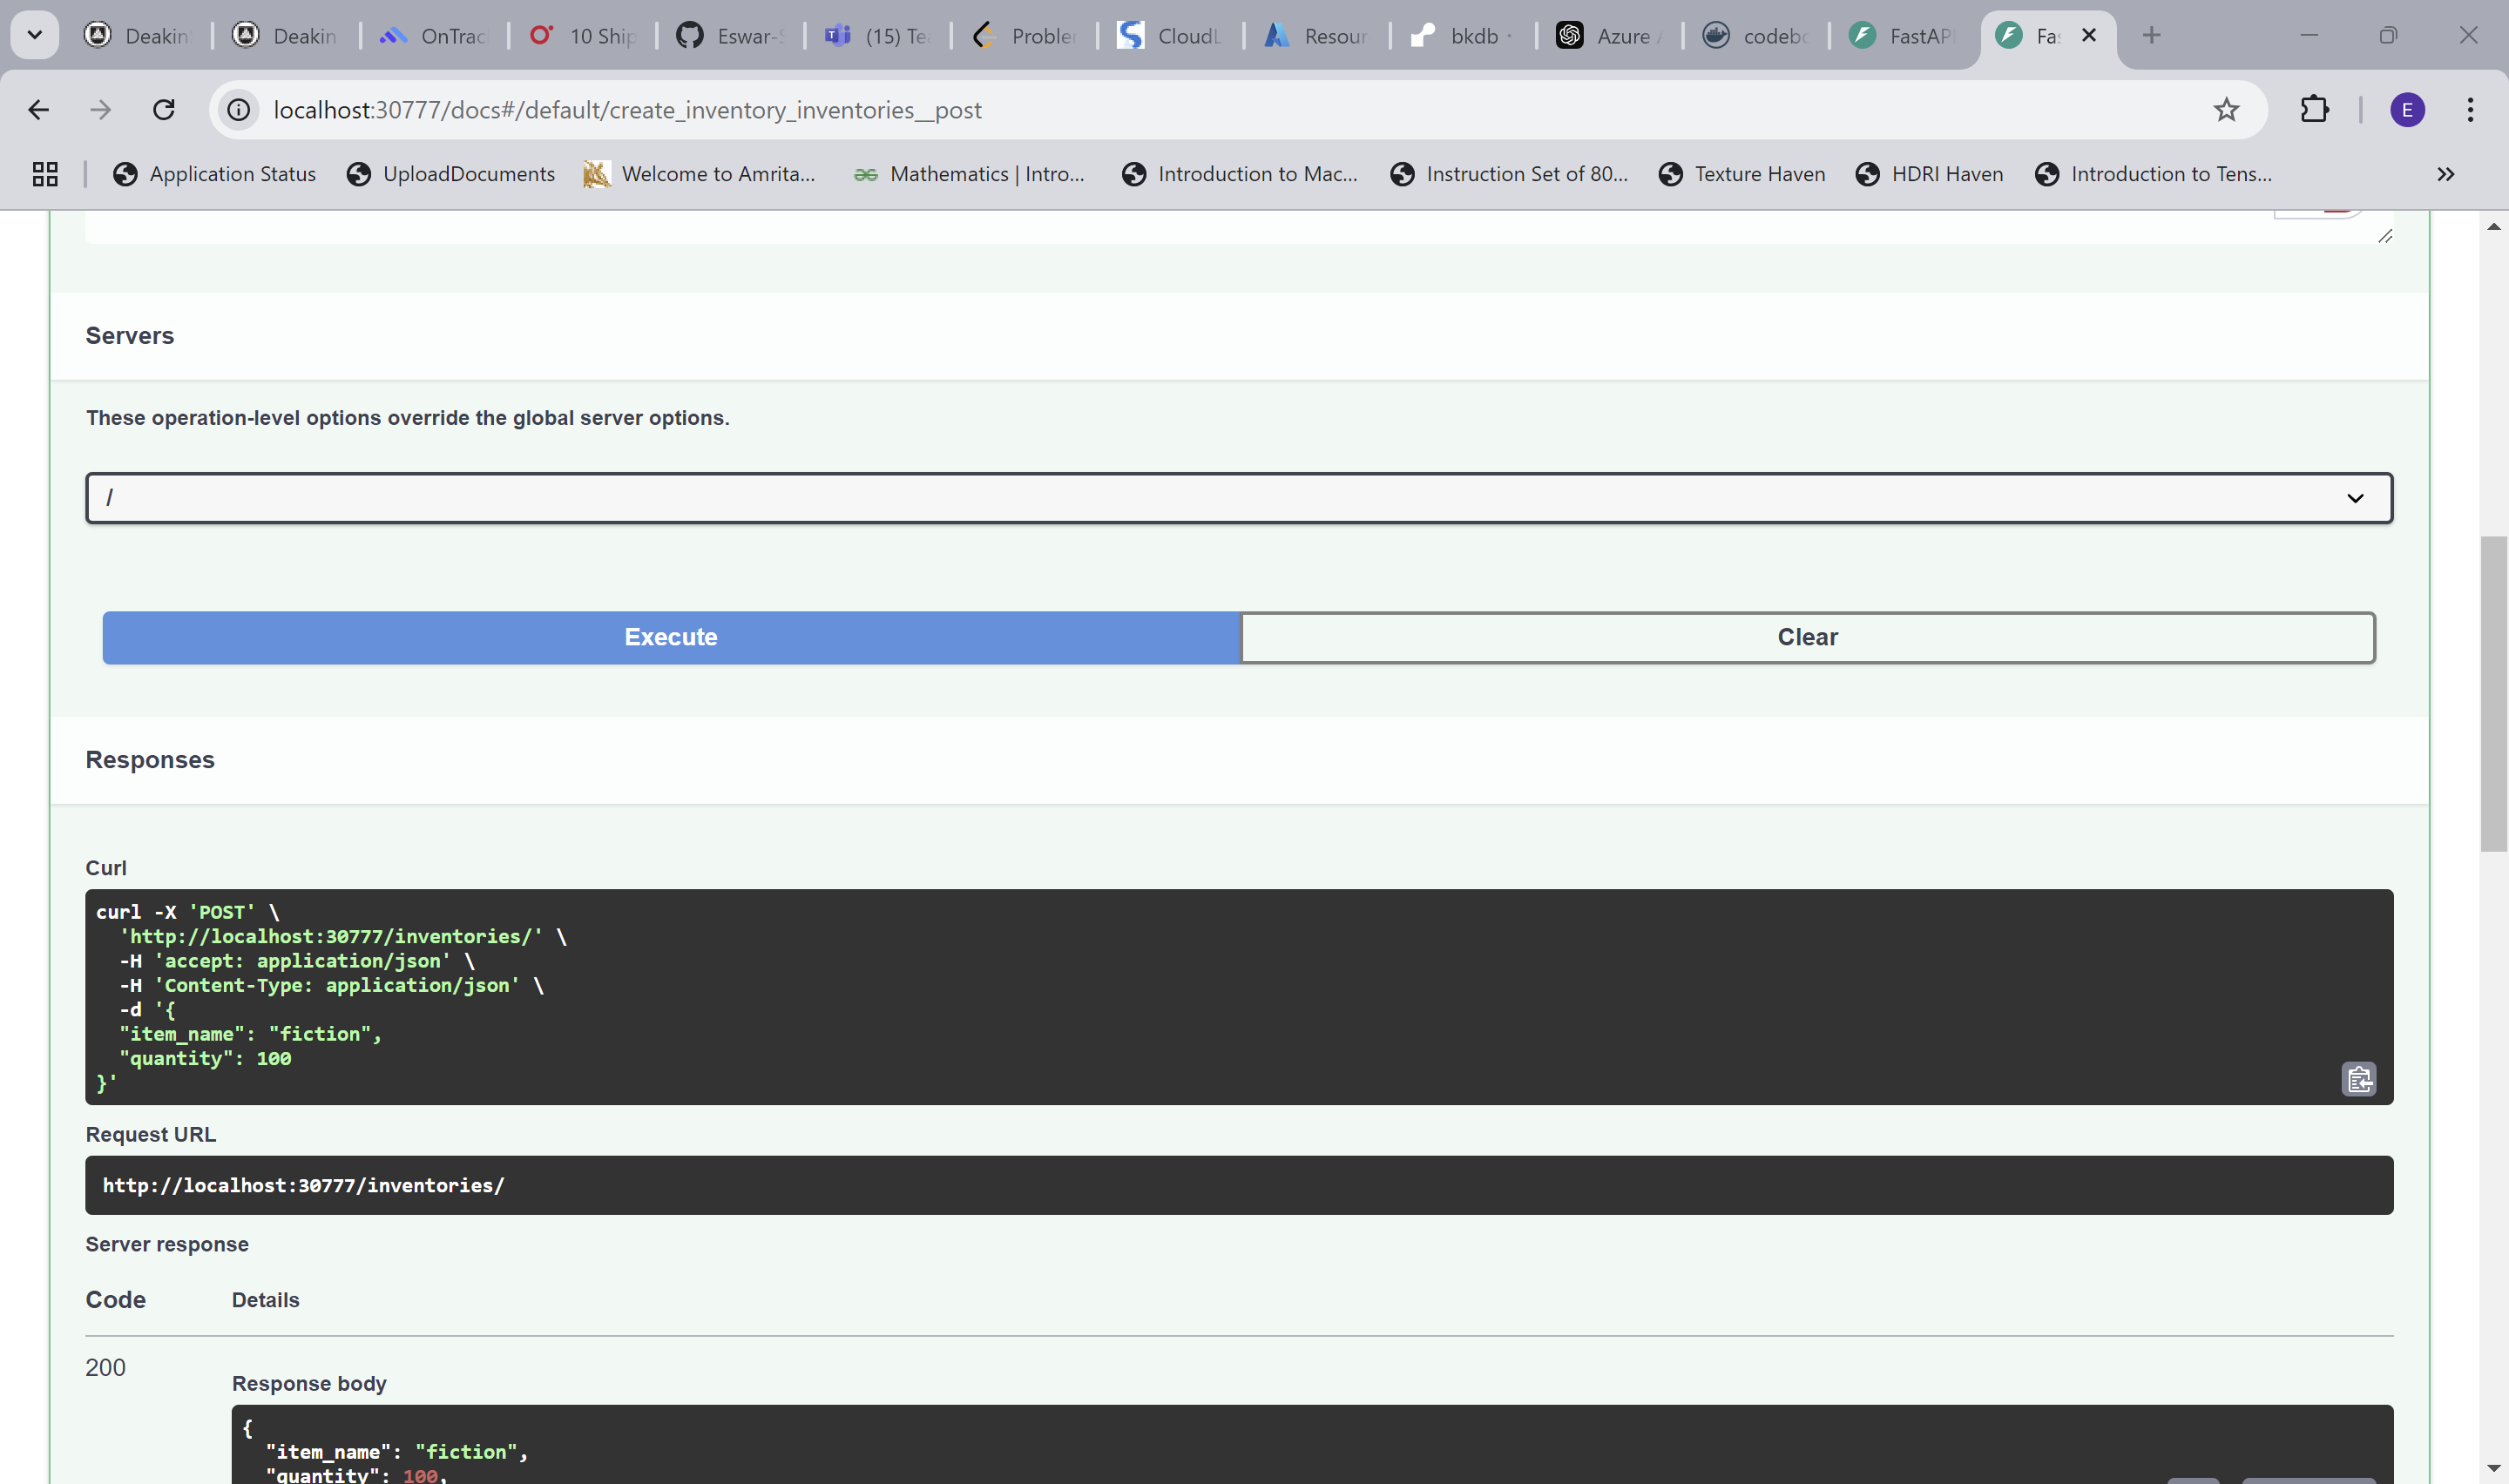 Deakin
Deakin
OnTrac
10 Ship
Eswar-
(15) Te
Problem
CloudL
Resour
bkdb
Azure
codebo
FastAP
Fas
localhost:30777/docs#/default/create_inventory_inventories__post
E
Application Status
UploadDocuments
Welcome to Amrita...
Mathematics | Intro...
Introduction to Mac...
Instruction Set of 80...
Texture Haven
HDRI Haven
Introduction to Tens...
Servers
These operation-level options override the global server options.
/
Execute
Clear
Responses
Curl
curl -X 'POST' \
'http://localhost:30777/inventories/' \
-H 'accept: application/json' \
-H 'Content-Type: application/json' \
-d '{
"item_name": "fiction",
"quantity": 100
}'
Request URL
http://localhost:30777/inventories/
Server response
Code
Details
200
Response body
{
"item_name": "fiction",
"quantity": 100,